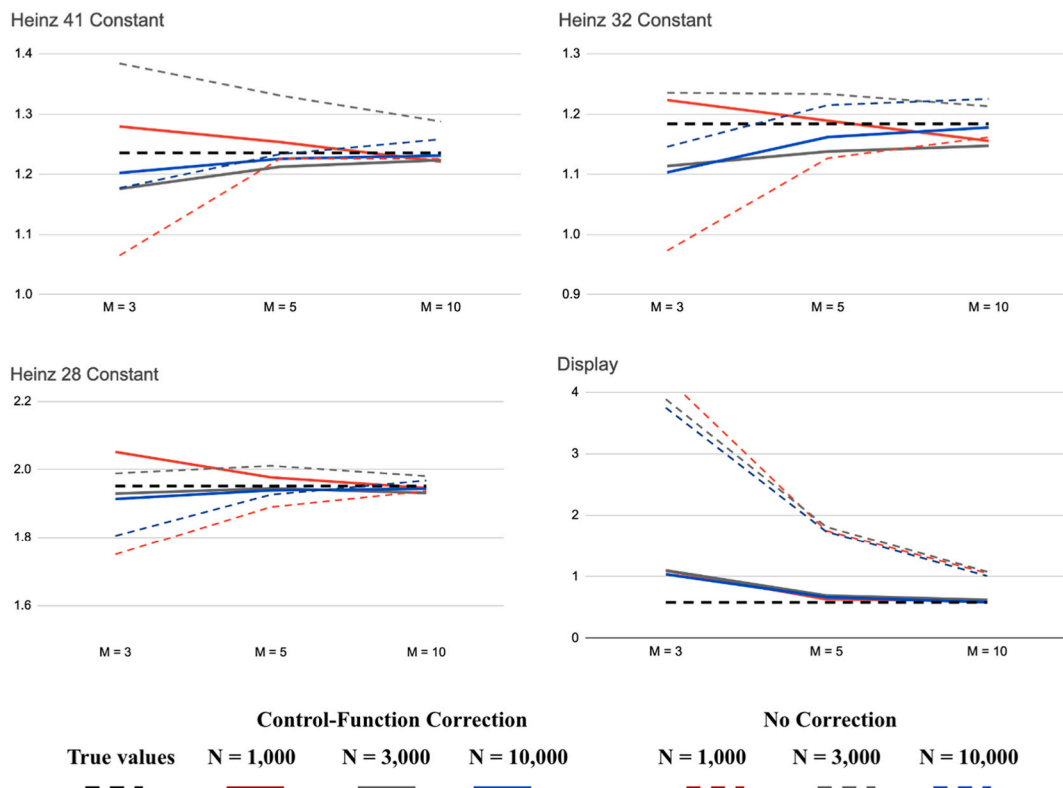 Heinz 41 Constant
1.4
1.3
1.2
1.1
1.0
M = 3 M = 5 M = 10
Heinz 32 Constant
1.3
1.2
1.1
1.0
0.9
M = 3 M = 5 M = 10
Heinz 28 Constant
2.2
2.0
1.8
1.6
M = 3 M = 5 M = 10
Display
4
3
2
1
0
M = 3 M = 5 M = 10
Control-Function Correction No Correction
True values N = 1,000 N = 3,000 N = 10,000 N = 1,000 N = 3,000 N = 10,000